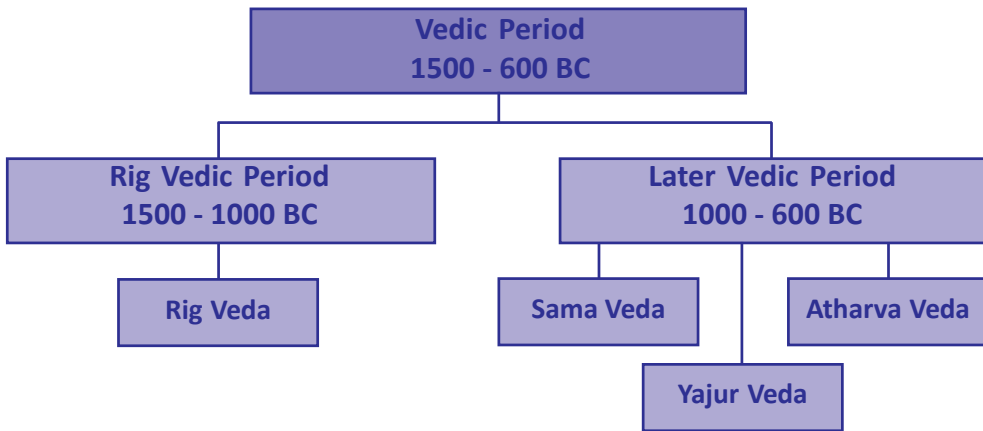 Vedic Period
1500 - 600 BC
Rig Vedic Period
1500 - 1000 BC
Later Vedic Period
1000 - 600 BC
Rig Veda
Sama Veda
Atharva Veda
Yajur Veda